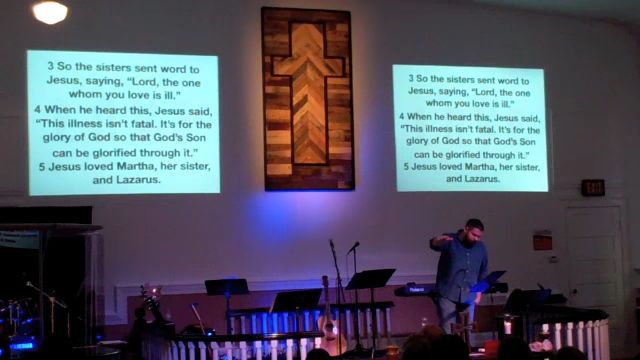 3 So the sisters sent word to
Jesus, saying, “Lord, the one
whom you love is ill.”
4 When he heard this, Jesus said,
“This illness isn’t fatal. It’s for the
glory of God so that God’s Son
can be glorified through it.”
5 Jesus loved Martha, her sister,
and Lazarus.
3 So the sisters sent word to
Jesus, saying, “Lord, the one
whom you love is ill.”
4 When he heard this, Jesus said,
“This illness isn’t fatal. It’s for the
glory of God so that God’s Son
can be glorified through it.”
5 Jesus loved Martha, her sister,
and Lazarus.
EXIT
Roland